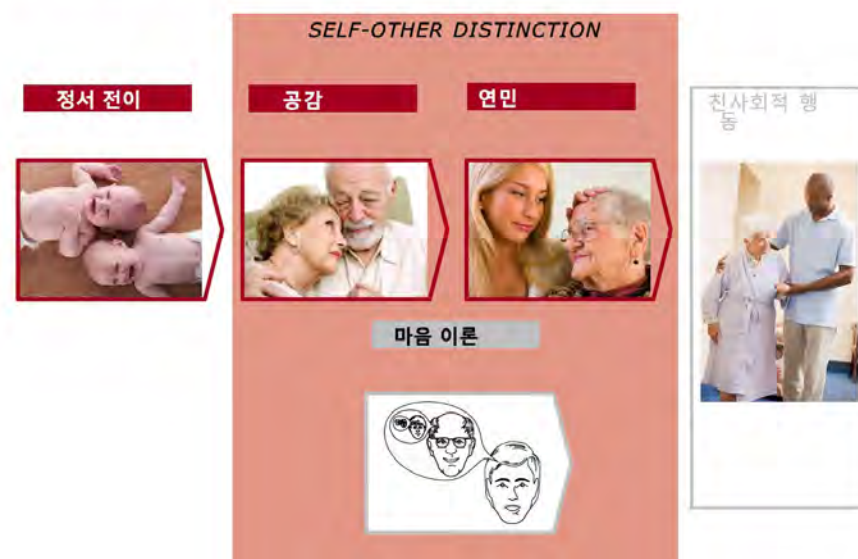 SELF-OTHER DISTINCTION
정서 전이
공감
연민
친사회적 행
동
마음 이론